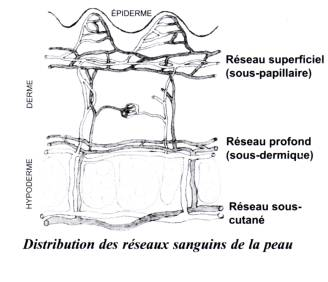 ÉPIDERME
Réseau superficiel
(sous-papillaire)
DERME
Réseau profond
(sous-dermique)
HYPODERME
Réseau sous-
cutané
Distribution des réseaux sanguins de la peau